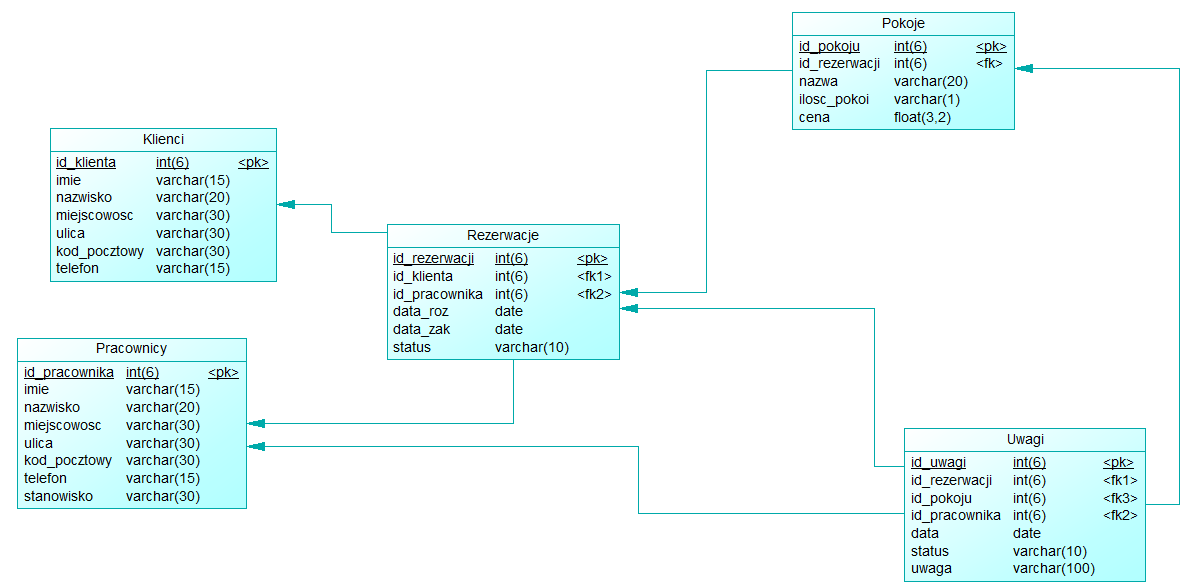 Pokoje
id_pokoju int(6) <pk>
id_rezerwacji int(6) <fk>
nazwa varchar(20)
ilosc_pokoi varchar(1)
cena float(3,2)
Klienci
id_klienta int(6) <pk>
imie varchar(15)
nazwisko varchar(20)
miejscowosc varchar(30)
ulica varchar(30)
kod_pocztowy varchar(30)
telefon varchar(15)
Rezerwacje
id_rezerwacji int(6) <pk>
id_klienta int(6) <fk1>
id_pracownika int(6) <fk2>
data_roz date
data_zak date
status varchar(10)
Pracownicy
id_pracownika int(6) <pk>
imie varchar(15)
nazwisko varchar(20)
miejscowosc varchar(30)
ulica varchar(30)
kod_pocztowy varchar(30)
telefon varchar(15)
stanowisko varchar(30)
Uwagi
id_uwagi int(6) <pk>
id_rezerwacji int(6) <fk1>
id_pokoju int(6) <fk3>
id_pracownika int(6) <fk2>
data date
status varchar(10)
uwaga varchar(100)